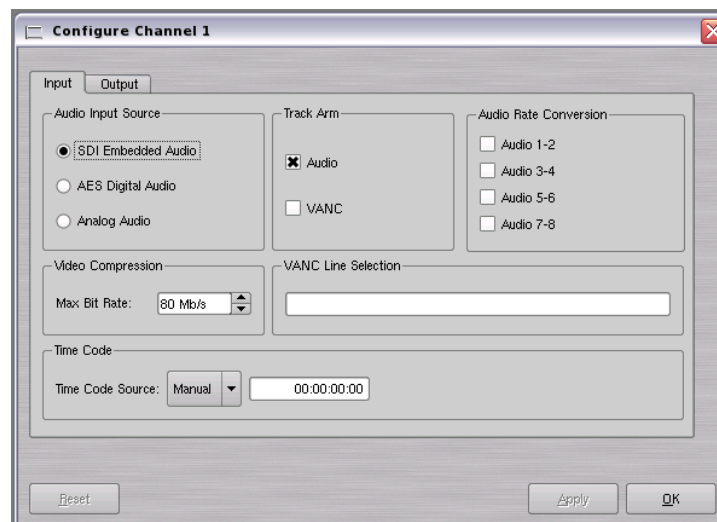 Configure Channel 1
Input
Output
Audio Input Source
SDI Embedded Audio
AES Digital Audio
Analog Audio
Track Arm
Audio
VANC
Audio Rate Conversion
Audio 1-2
Audio 3-4
Audio 5-6
Audio 7-8
Video Compression
Max Bit Rate: 80 Mb/s
VANC Line Selection
Time Code
Time Code Source: Manual 00:00:00:00
Reset
Apply
OK